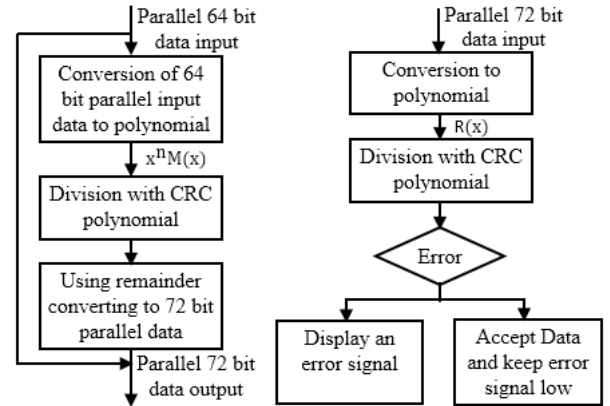 Parallel 64 bit
data input
Conversion of 64
bit parallel input
data to polynomial
xⁿM(x)
Division with CRC
polynomial
Using remainder
converting to 72 bit
parallel data
Parallel 72 bit
data output
Parallel 72 bit
data input
Conversion to
polynomial
R(x)
Division with CRC
polynomial
Error
Display an
error signal
Accept Data
and keep error
signal low